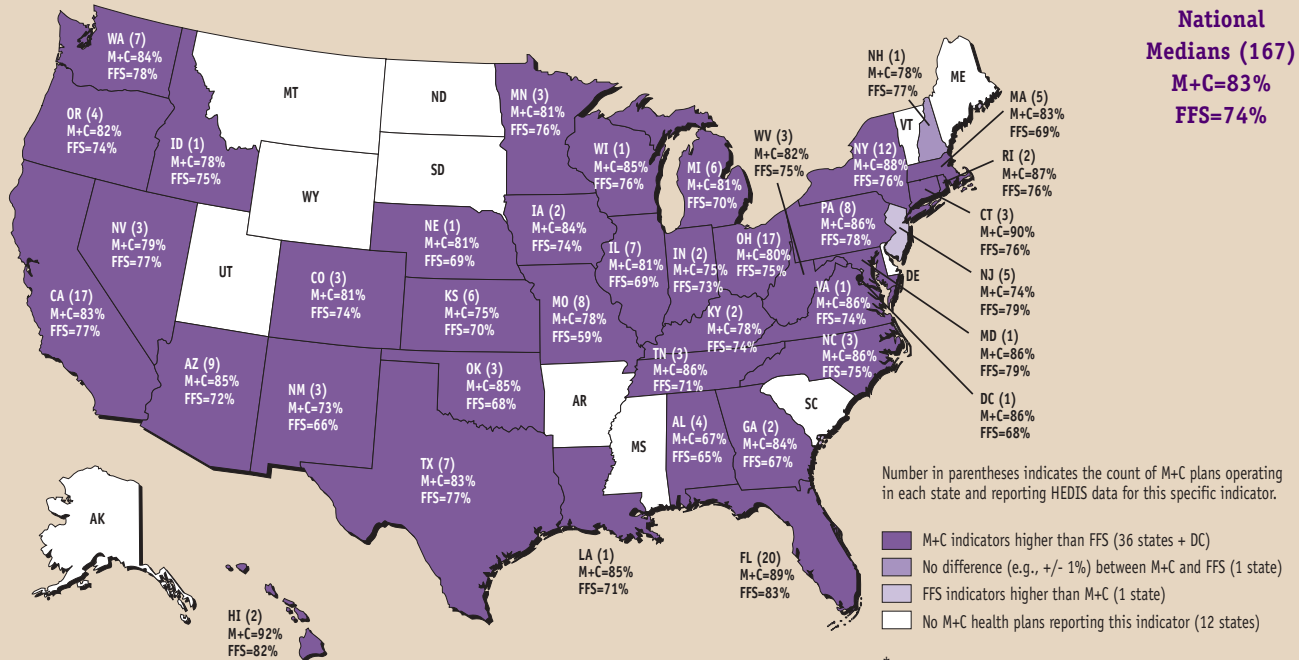 National
Medians (167)
M+C=83%
FFS=74%
WA (7)
M+C=84%
FFS=78%
MT
ND
MN (3)
M+C=81%
FFS=76%
NH (1)
M+C=78%
FFS=77%
ME
VT
MA (5)
M+C=83%
FFS=69%
OR (4)
M+C=82%
FFS=74%
ID (1)
M+C=78%
FFS=75%
WY
SD
WI (1)
M+C=85%
FFS=76%
MI (6)
M+C=81%
FFS=70%
WV (3)
M+C=82%
FFS=75%
NY (12)
M+C=88%
FFS=76%
RI (2)
M+C=87%
FFS=76%
NV (3)
M+C=79%
FFS=77%
UT
NE (1)
M+C=81%
FFS=69%
IA (2)
M+C=84%
FFS=74%
IL (7)
M+C=81%
FFS=69%
IN (2)
M+C=75%
FFS=73%
OH (17)
M+C=80%
FFS=75%
PA (8)
M+C=86%
FFS=78%
CT (3)
M+C=90%
FFS=76%
CA (17)
M+C=83%
FFS=77%
CO (3)
M+C=81%
FFS=74%
KS (6)
M+C=75%
FFS=70%
MO (8)
M+C=78%
FFS=59%
KY (2)
M+C=78%
FFS=74%
VA (1)
M+C=86%
FFS=74%
DE
NJ (5)
M+C=74%
FFS=79%
MD (1)
M+C=86%
FFS=79%
AZ (9)
M+C=85%
FFS=72%
NM (3)
M+C=73%
FFS=66%
OK (3)
M+C=85%
FFS=68%
AR
TN (3)
M+C=86%
FFS=71%
NC (3)
M+C=86%
FFS=75%
SC
DC (1)
M+C=86%
FFS=68%
TX (7)
M+C=83%
FFS=77%
MS
AL (4)
M+C=67%
FFS=65%
GA (2)
M+C=84%
FFS=67%
AK
HI (2)
M+C=92%
FFS=82%
LA (1)
M+C=85%
FFS=71%
FL (20)
M+C=89%
FFS=83%
Number in parentheses indicates the count of M+C plans operating
in each state and reporting HEDIS data for this specific indicator.
M+C indicators higher than FFS (36 states + DC)
No difference (e.g., +/- 1%) between M+C and FFS (1 state)
FFS indicators higher than M+C (1 state)
No M+C health plans reporting this indicator (12 states)